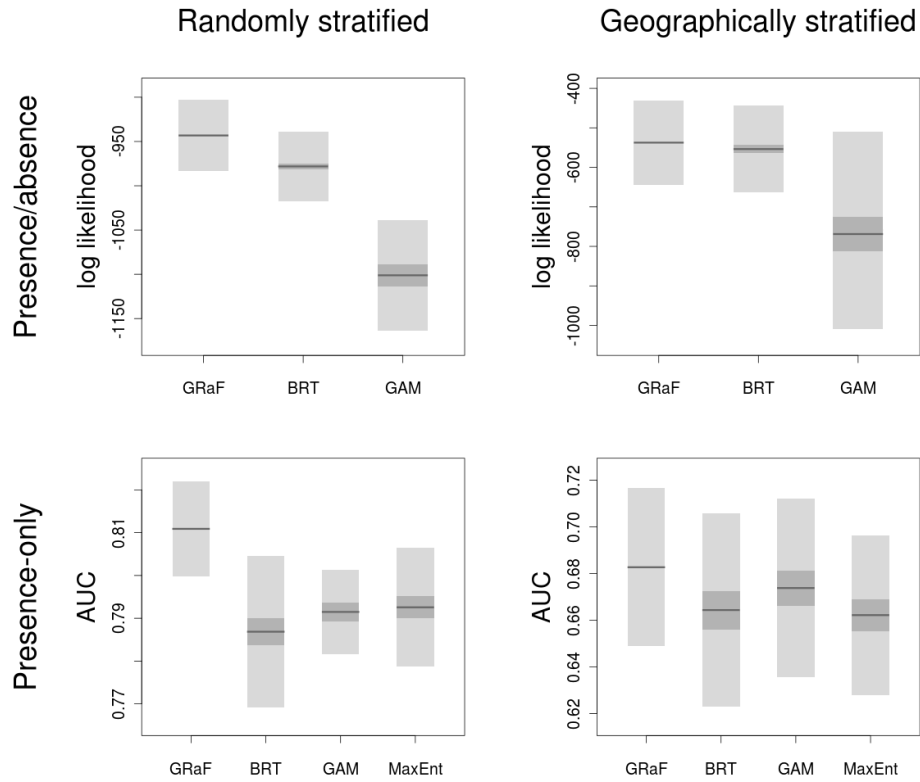 Randomly stratified
Geographically stratified
Presence/absence
log likelihood
-950
-1050
-1150
GRaF BRT GAM
log likelihood
-400
-600
-800
-1000
GRaF BRT GAM
Presence-only
AUC
0.81
0.79
0.77
GRaF BRT GAM MaxEnt
AUC
0.72
0.70
0.68
0.66
0.64
0.62
GRaF BRT GAM MaxEnt